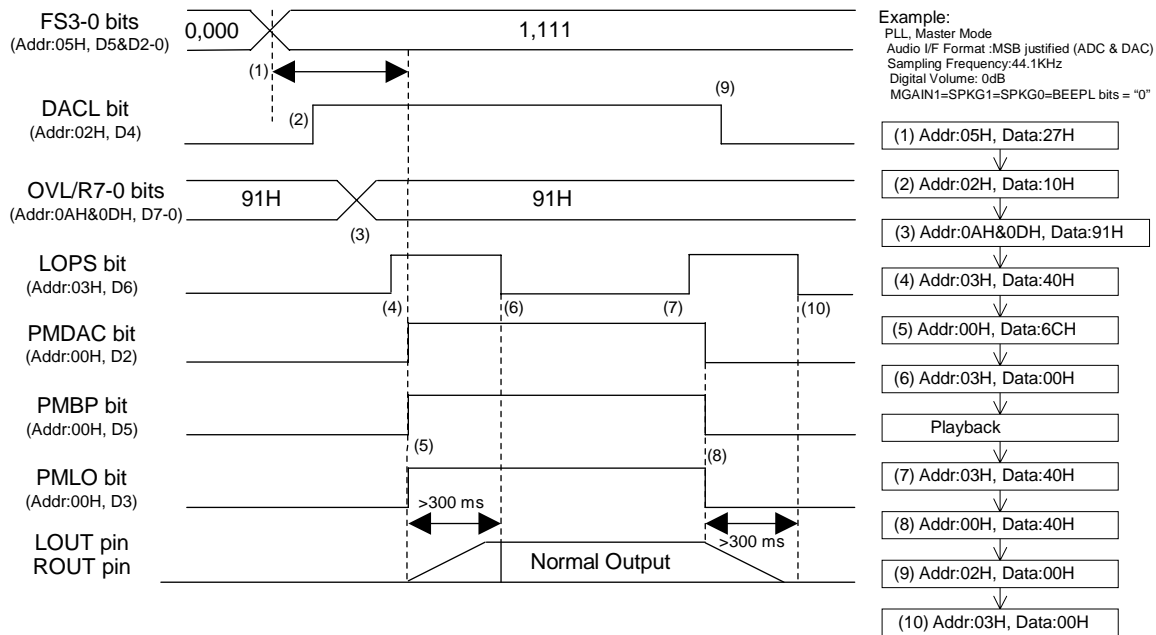 FS3-0 bits
(Addr:05H, D5&D2-0)
0,000
1,111
(1)
DACL bit
(Addr:02H, D4)
(2)
(9)
OVL/R7-0 bits
(Addr:0AH&0DH, D7-0)
91H
91H
(3)
LOPS bit
(Addr:03H, D6)
(4)
(6)
(7)
(10)
PMDAC bit
(Addr:00H, D2)
PMBP bit
(Addr:00H, D5)
(5)
(8)
PMLO bit
(Addr:00H, D3)
>300 ms
>300 ms
LOUT pin
ROUT pin
Normal Output
Example:
PLL, Master Mode
Audio I/F Format :MSB justified (ADC & DAC)
Sampling Frequency:44.1KHz
Digital Volume: 0dB
MGAIN1=SPKG1=SPKG0=BEEPL bits = “0”
(1) Addr:05H, Data:27H
(2) Addr:02H, Data:10H
(3) Addr:0AH&0DH, Data:91H
(4) Addr:03H, Data:40H
(5) Addr:00H, Data:6CH
(6) Addr:03H, Data:00H
Playback
(7) Addr:03H, Data:40H
(8) Addr:00H, Data:40H
(9) Addr:02H, Data:00H
(10) Addr:03H, Data:00H